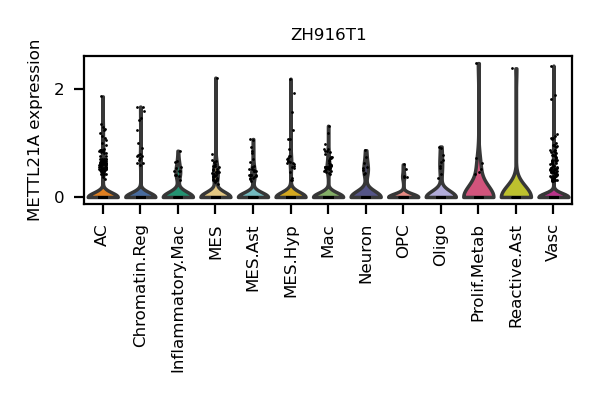 ZH916T1
METTL21A expression
2
0
AC
Chromatin.Reg
Inflammatory.Mac
MES
MES.Ast
MES.Hyp
Mac
Neuron
OPC
Oligo
Prolif.Metab
Reactive.Ast
Vasc